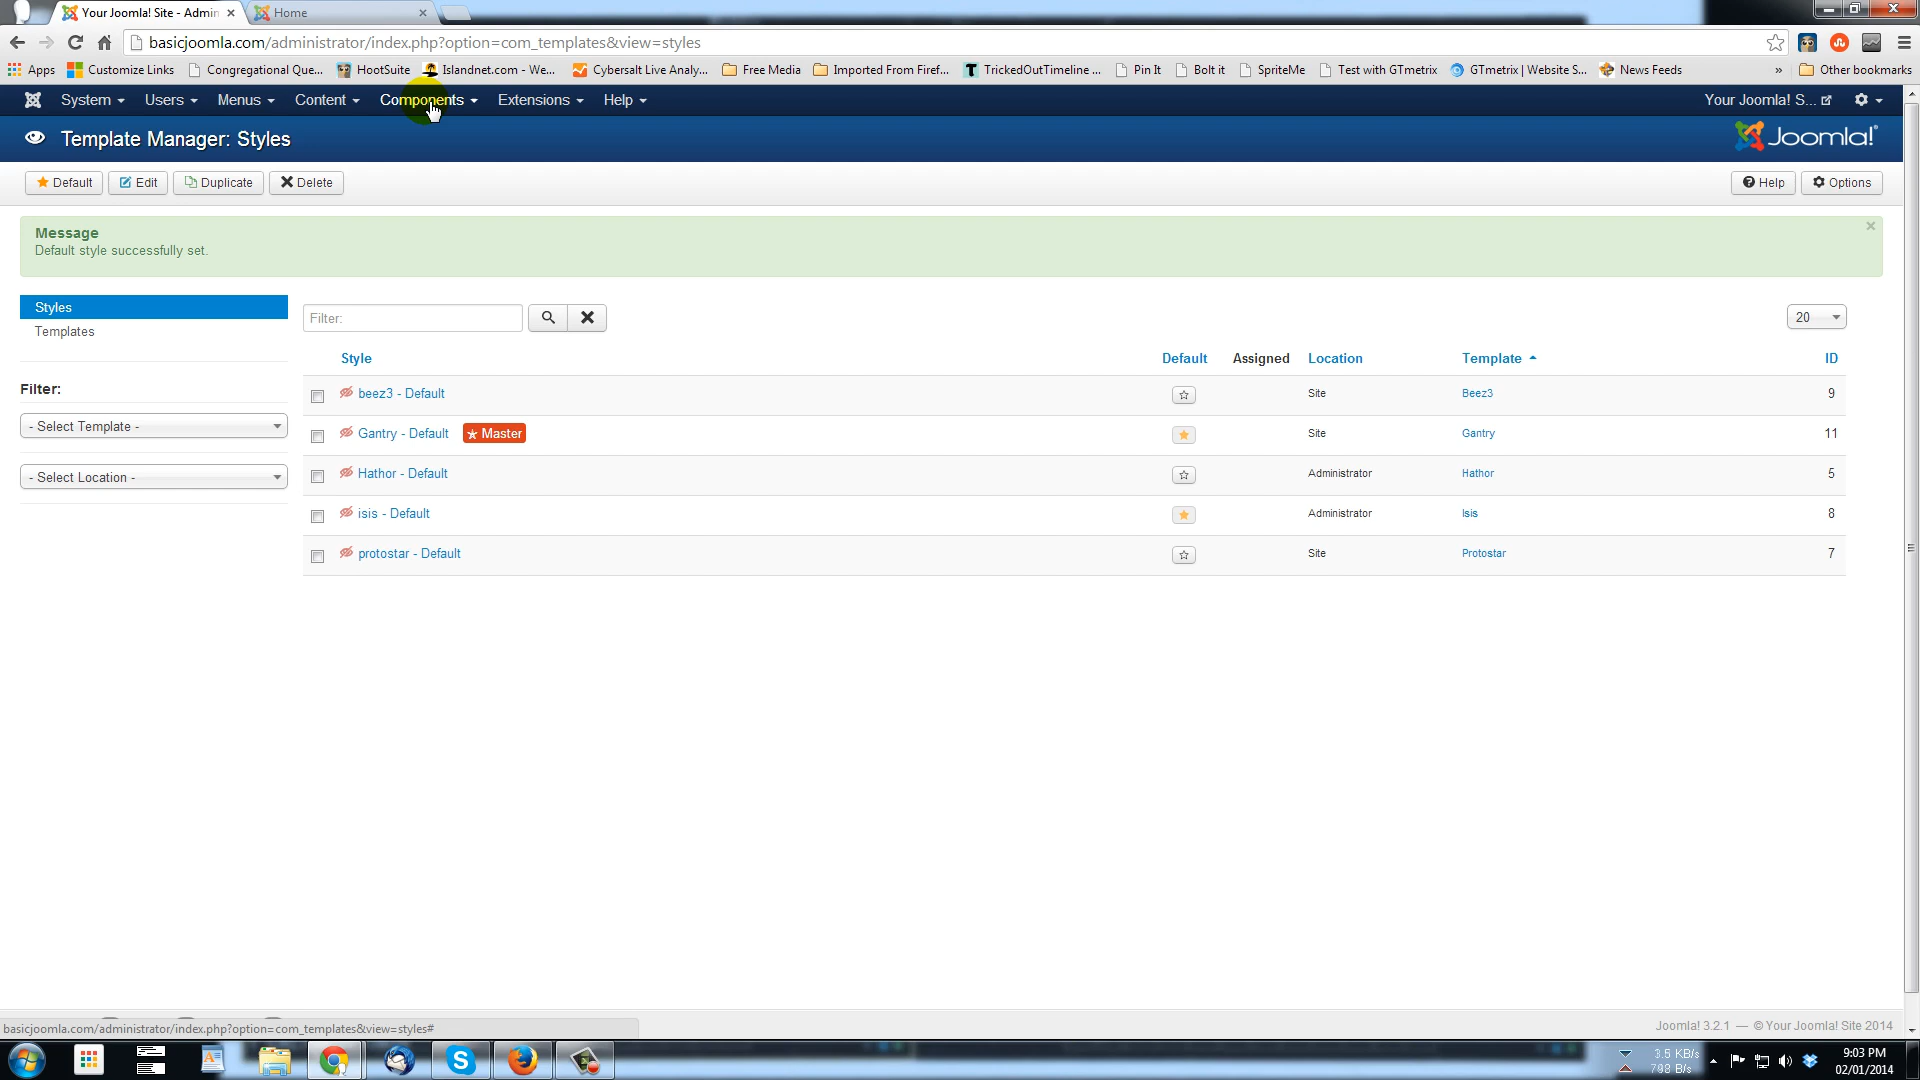 Your Joomla! Site - Admin
Home
basicjoomla.com/administrator/index.php?option=com_templates&view=styles
Apps
Customize Links
Congregational Que...
HootSuite
Islandnet.com - We...
Cybersalt Live Analy...
Free Media
Imported From Firef...
TrickedOutTimeline ...
Pin It
Bolt it
SpriteMe
Test with GTmetrix
GTmetrix | Website S...
News Feeds
»
Other bookmarks
System
Users
Menus
Content
Components
Extensions
Help
Your Joomla! S...
Template Manager: Styles
Joomla!
Default
Edit
Duplicate
Delete
Help
Options
Message
Default style successfully set.
Styles
Templates
Filter:
- Select Template -
- Select Location -
Filter:
20
Style Default Assigned Location Template ID
beez3 - Default Site Beez3 9
Gantry - Default Master Site Gantry 11
Hathor - Default Administrator Hathor 5
isis - Default Administrator Isis 8
protostar - Default Site Protostar 7
basicjoomla.com/administrator/index.php?option=com_templates&view=styles#
Joomla! 3.2.1 — © Your Joomla! Site 2014
3.5 KB/s
798 B/s
9:03 PM
02/01/2014